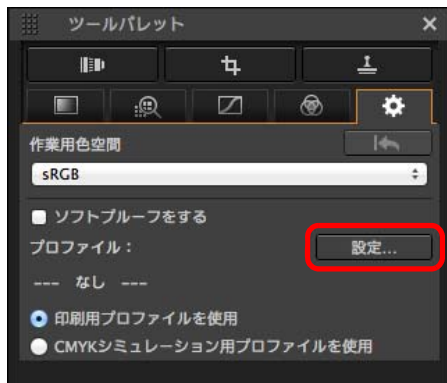 ツールパレット
作業用色空間
sRGB
ソフトプルーフをする
プロファイル：
設定...
--- なし ---
印刷用プロファイルを使用
CMYKシミュレーション用プロファイルを使用